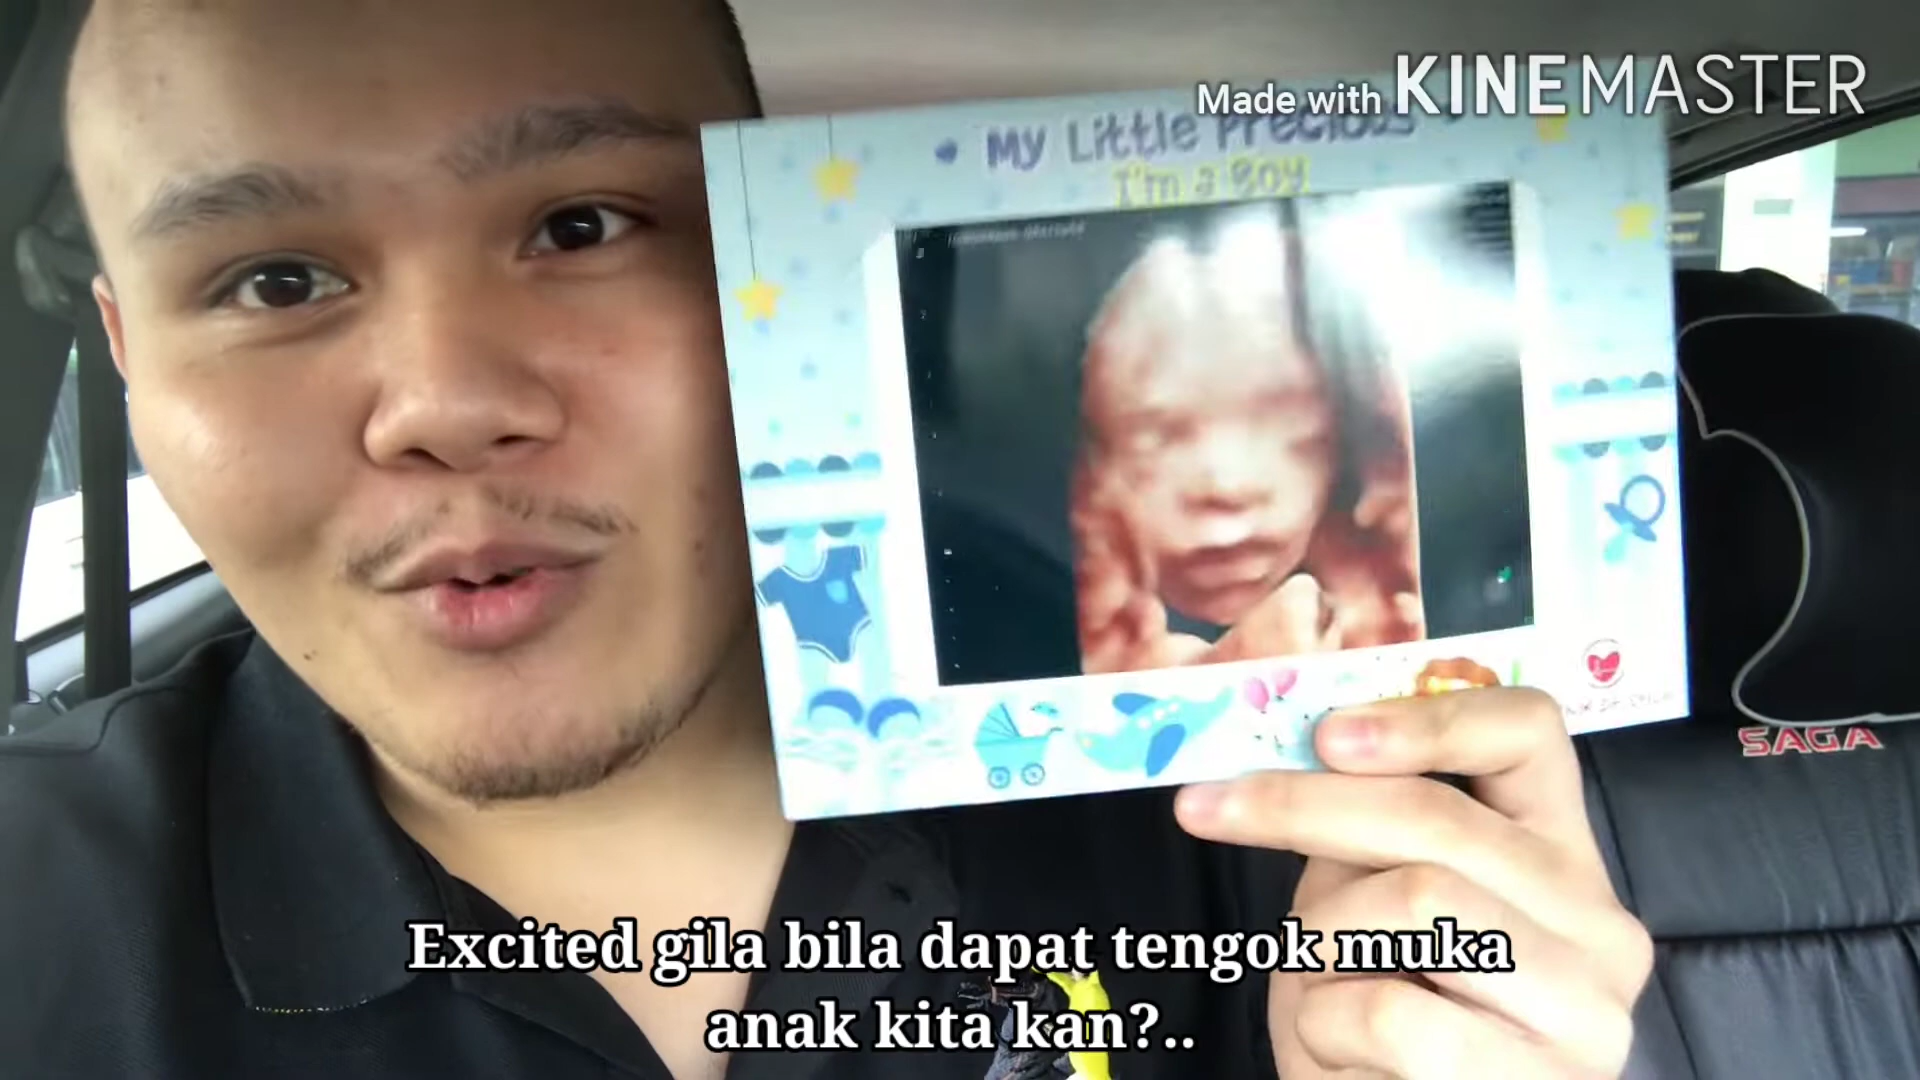 Made with KINEMASTER
My Little Precious
I'm a Boy
SAGA
Excited gila bila dapat tengok muka
anak kita kan?..